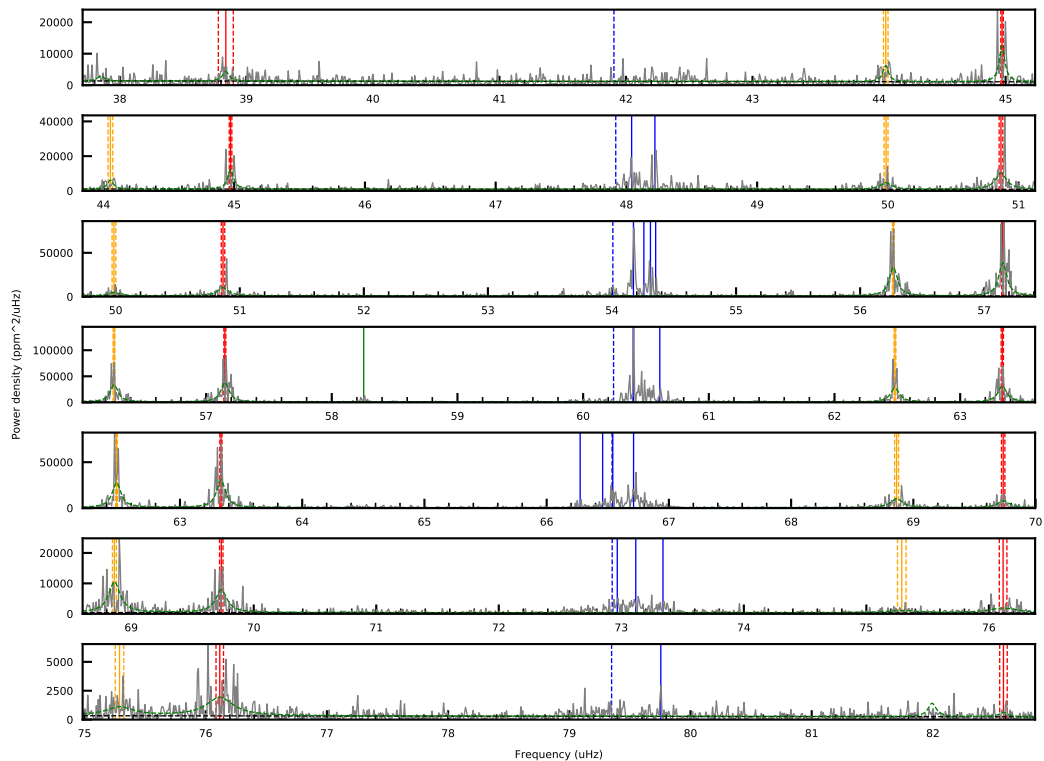 20000
10000
0
38 39 40 41 42 43 44 45
40000
20000
0
44 45 46 47 48 49 50 51
50000
0
50 51 52 53 54 55 56 57
Power density (ppm^2/uHz)
100000
50000
0
57 58 59 60 61 62 63
50000
0
63 64 65 66 67 68 69 70
20000
10000
0
69 70 71 72 73 74 75 76
5000
2500
0
75 76 77 78 79 80 81 82
Frequency (uHz)